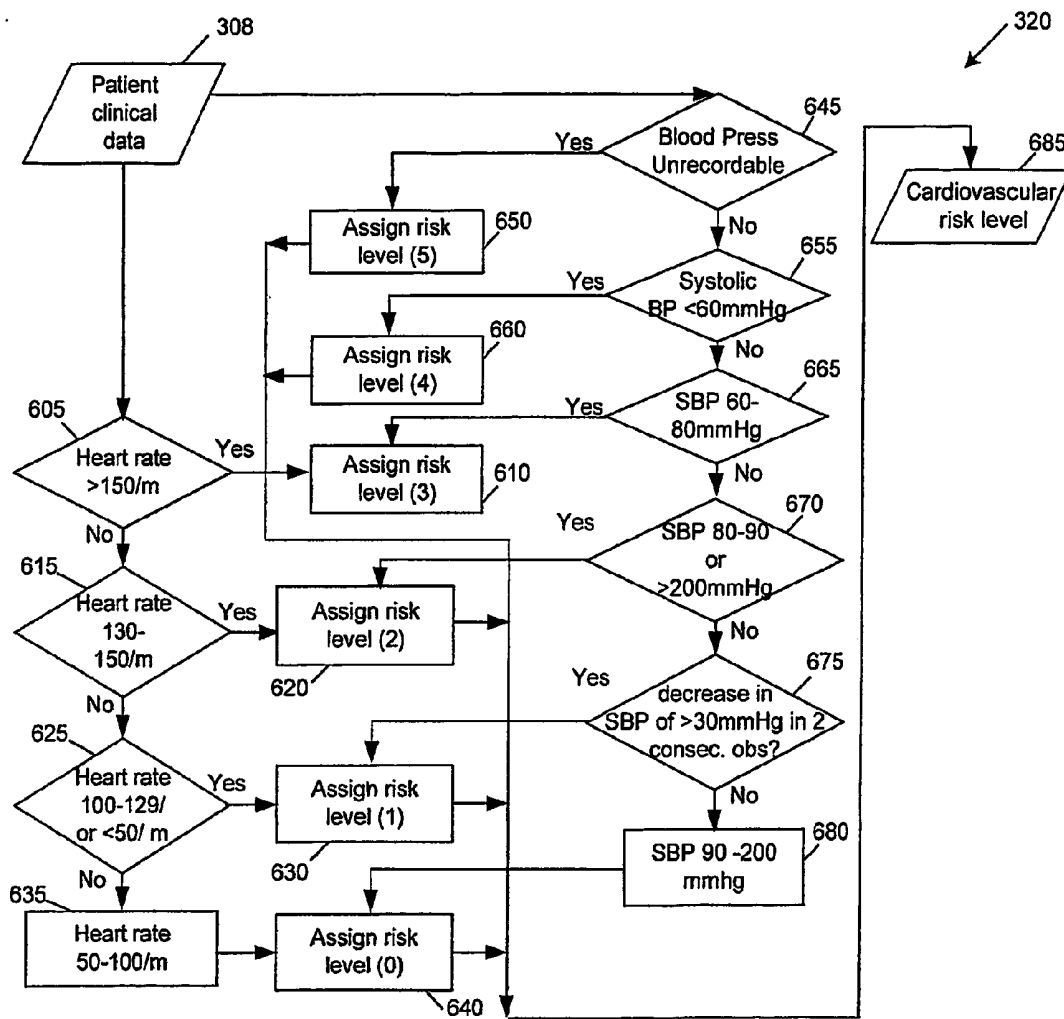 308
320
Patient
clinical
data
645
Yes
Blood Press
Unrecordable
685
Cardiovascular
risk level
Assign risk
level (5)
650
No
655
Yes
Systolic
BP <60mmHg
660
Assign risk
level (4)
No
665
Yes
SBP 60-
80mmHg
605
Heart rate
>150/m
Yes
Assign risk
level (3)
610
No
No
670
Yes
SBP 80-90
or
>200mmHg
615
Heart rate
130-
150/m
Yes
Assign risk
level (2)
620
No
No
675
Yes
decrease in
SBP of >30mmHg in 2
consec. obs?
625
Heart rate
100-129/
or <50/ m
Yes
Assign risk
level (1)
630
No
No
680
SBP 90 -200
mmhg
635
Heart rate
50-100/m
Assign risk
level (0)
640